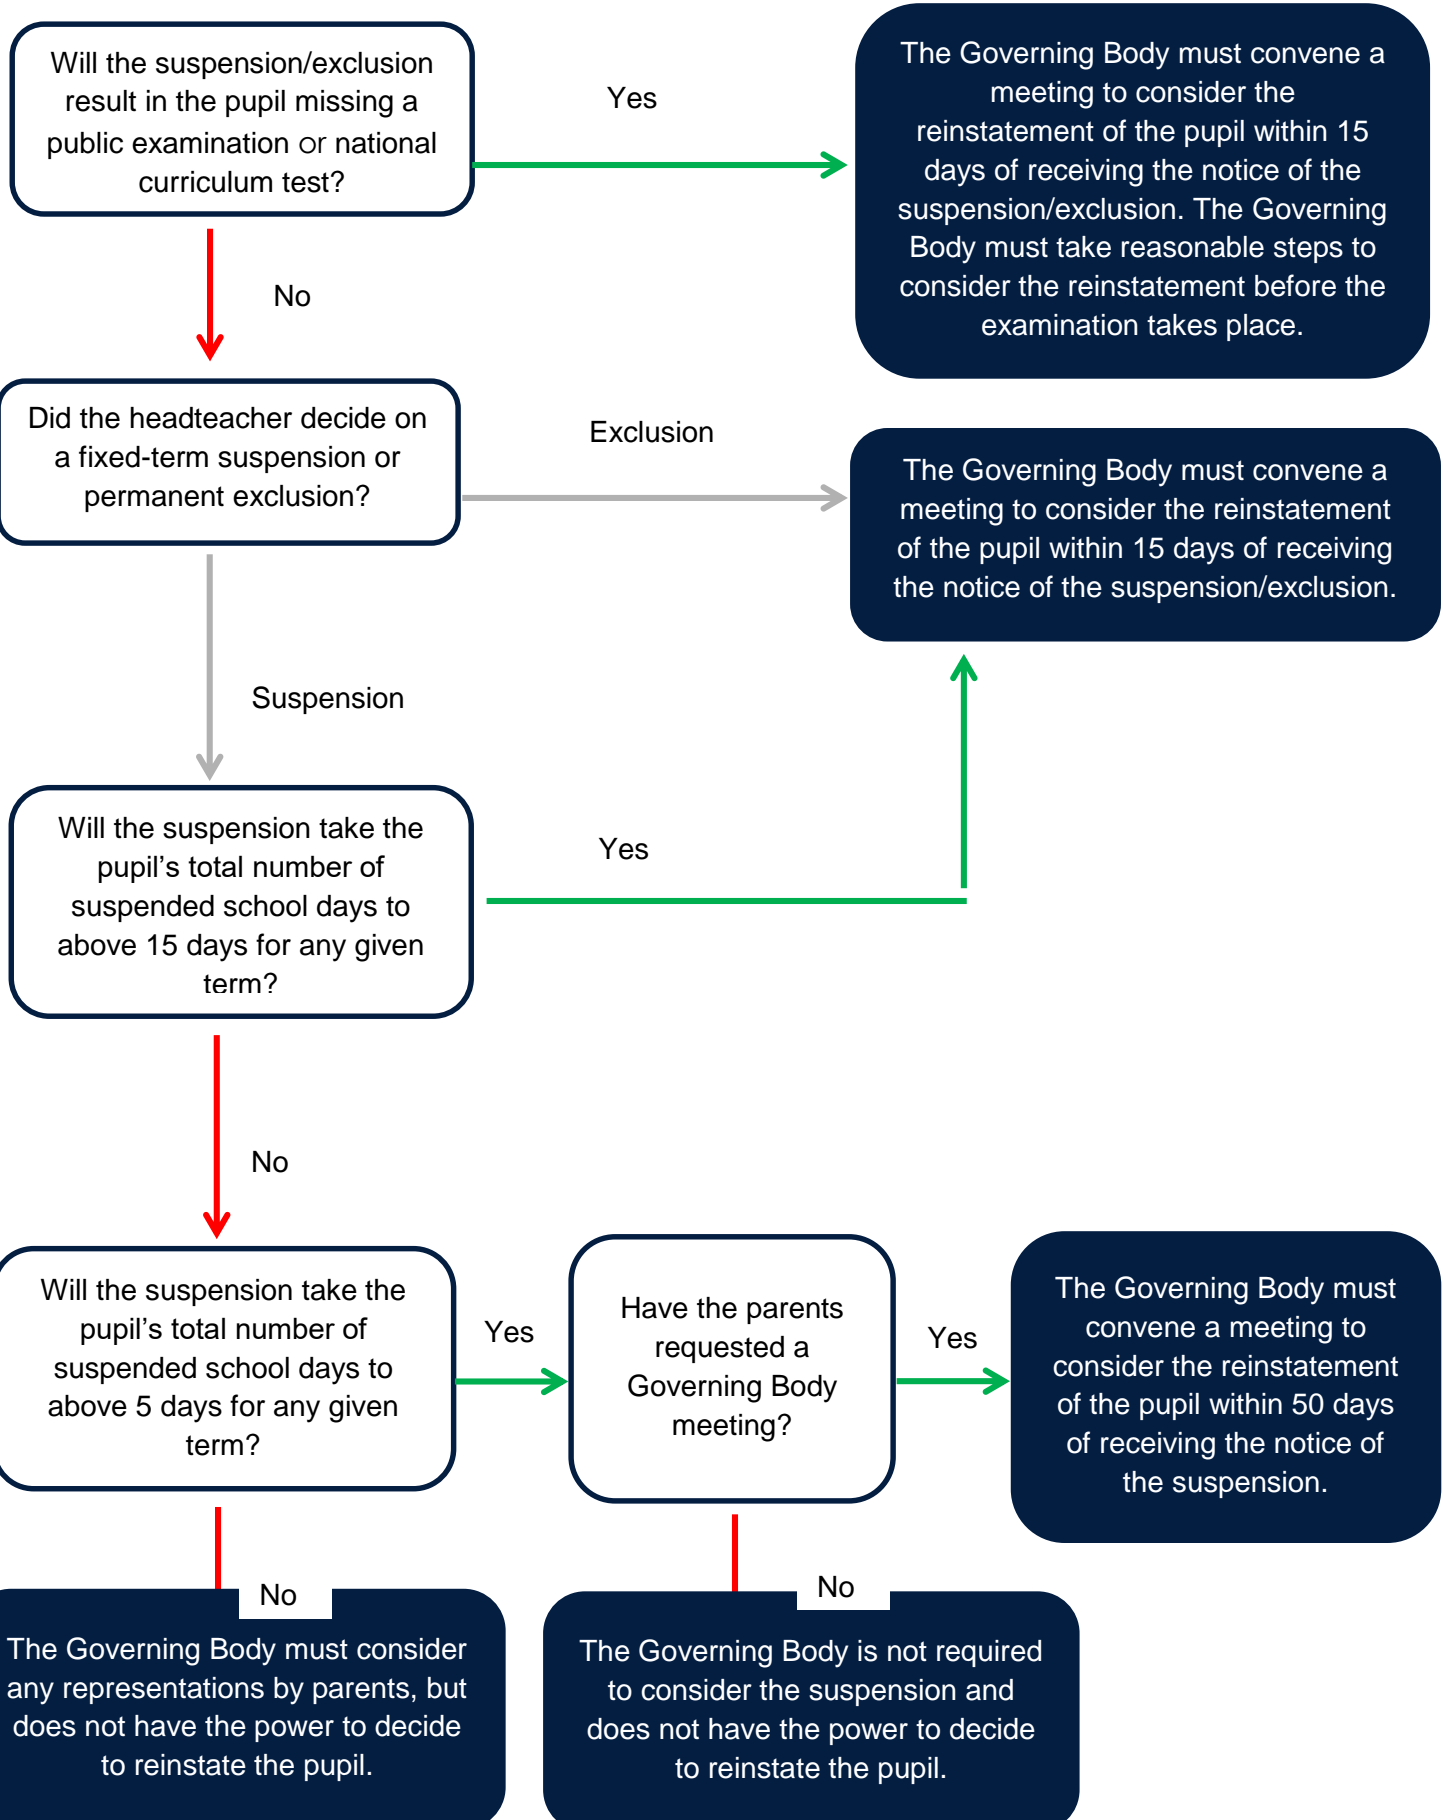 Will the suspension/exclusion
result in the pupil missing a
public examination or national
curriculum test?
Yes
The Governing Body must convene a
meeting to consider the
reinstatement of the pupil within 15
days of receiving the notice of the
suspension/exclusion. The Governing
Body must take reasonable steps to
consider the reinstatement before the
examination takes place.
No
Did the headteacher decide on
a fixed-term suspension or
permanent exclusion?
Exclusion
The Governing Body must convene a
meeting to consider the reinstatement
of the pupil within 15 days of receiving
the notice of the suspension/exclusion.
Suspension
Will the suspension take the
pupil’s total number of
suspended school days to
above 15 days for any given
term?
Yes
No
Will the suspension take the
pupil’s total number of
suspended school days to
above 5 days for any given
term?
Yes
Have the parents
requested a
Governing Body
meeting?
Yes
The Governing Body must
convene a meeting to
consider the reinstatement
of the pupil within 50 days
of receiving the notice of
the suspension.
No
The Governing Body must consider
any representations by parents, but
does not have the power to decide
to reinstate the pupil.
No
The Governing Body is not required
to consider the suspension and
does not have the power to decide
to reinstate the pupil.